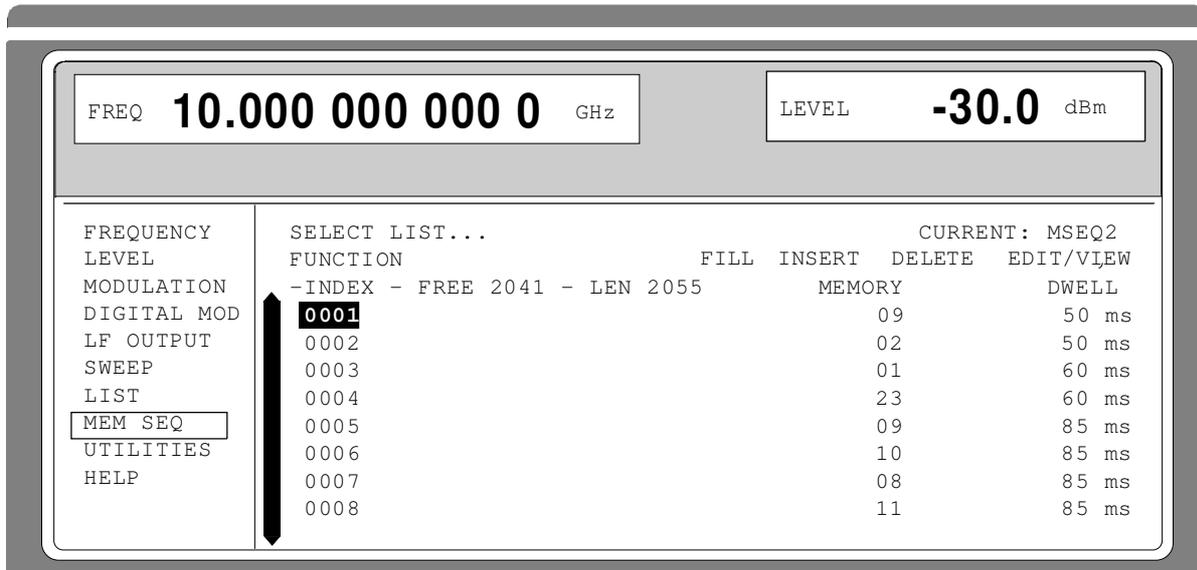 FREQ 10.000 000 000 0 GHz LEVEL -30.0 dBm
FREQUENCY SELECT LIST... CURRENT: MSEQ2
LEVEL FUNCTION FILL INSERT DELETE EDIT/VIEW
MODULATION -INDEX - FREE 2041 - LEN 2055 MEMORY DWELL
DIGITAL MOD 0001 09 50 ms
LF OUTPUT 0002 02 50 ms
SWEEP 0003 01 60 ms
LIST 0004 23 60 ms
MEM SEQ 0005 09 85 ms
UTILITIES 0006 10 85 ms
HELP 0007 08 85 ms
0008 11 85 ms